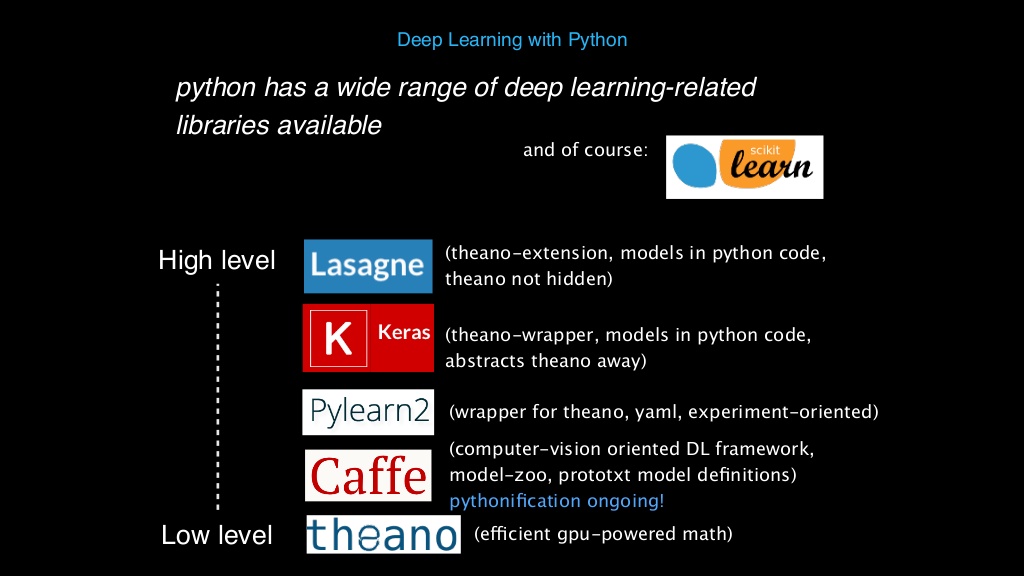 Deep Learning with Python
python has a wide range of deep learning-related
libraries available
and of course:
scikit
learn
High level
Lasagne
(theano-extension, models in python code,
theano not hidden)
K Keras
(theano-wrapper, models in python code,
abstracts theano away)
Pylearn2
(wrapper for theano, yaml, experiment-oriented)
Caffe
(computer-vision oriented DL framework,
model-zoo, prototxt model definitions)
pythonification ongoing!
Low level
theano
(efficient gpu-powered math)